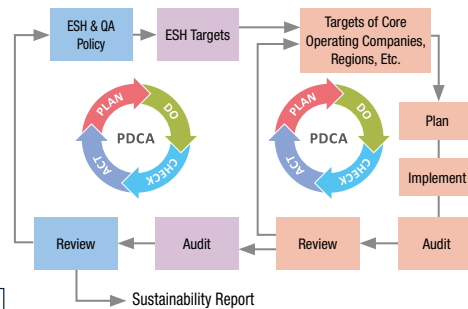 ESH & QA
Policy
ESH Targets
Targets of Core
Operating Companies,
Regions, Etc.
PLAN
DO
PDCA
CHECK
ACT
PLAN
DO
PDCA
CHECK
ACT
Plan
Implement
Review
Audit
Review
Audit
Sustainability Report